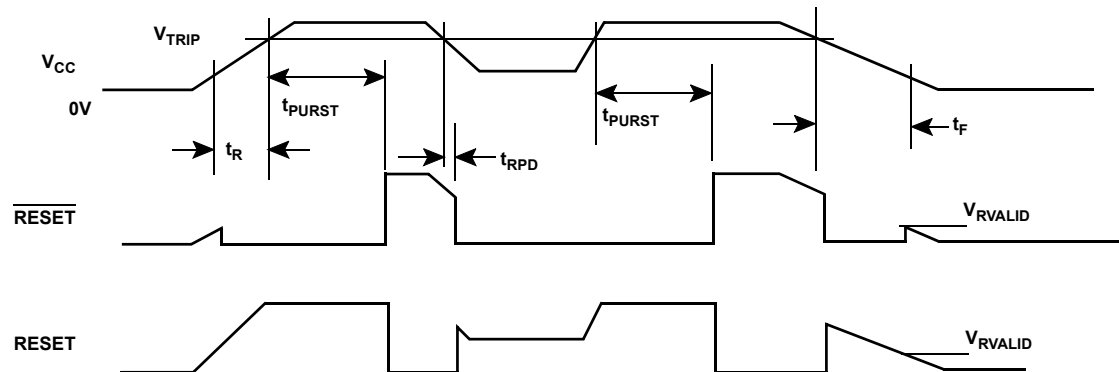 VTRIP
VCC
0V
tPURST
tPURST
tR
tRPD
tF
RESET
VRVALID
RESET
VRVALID